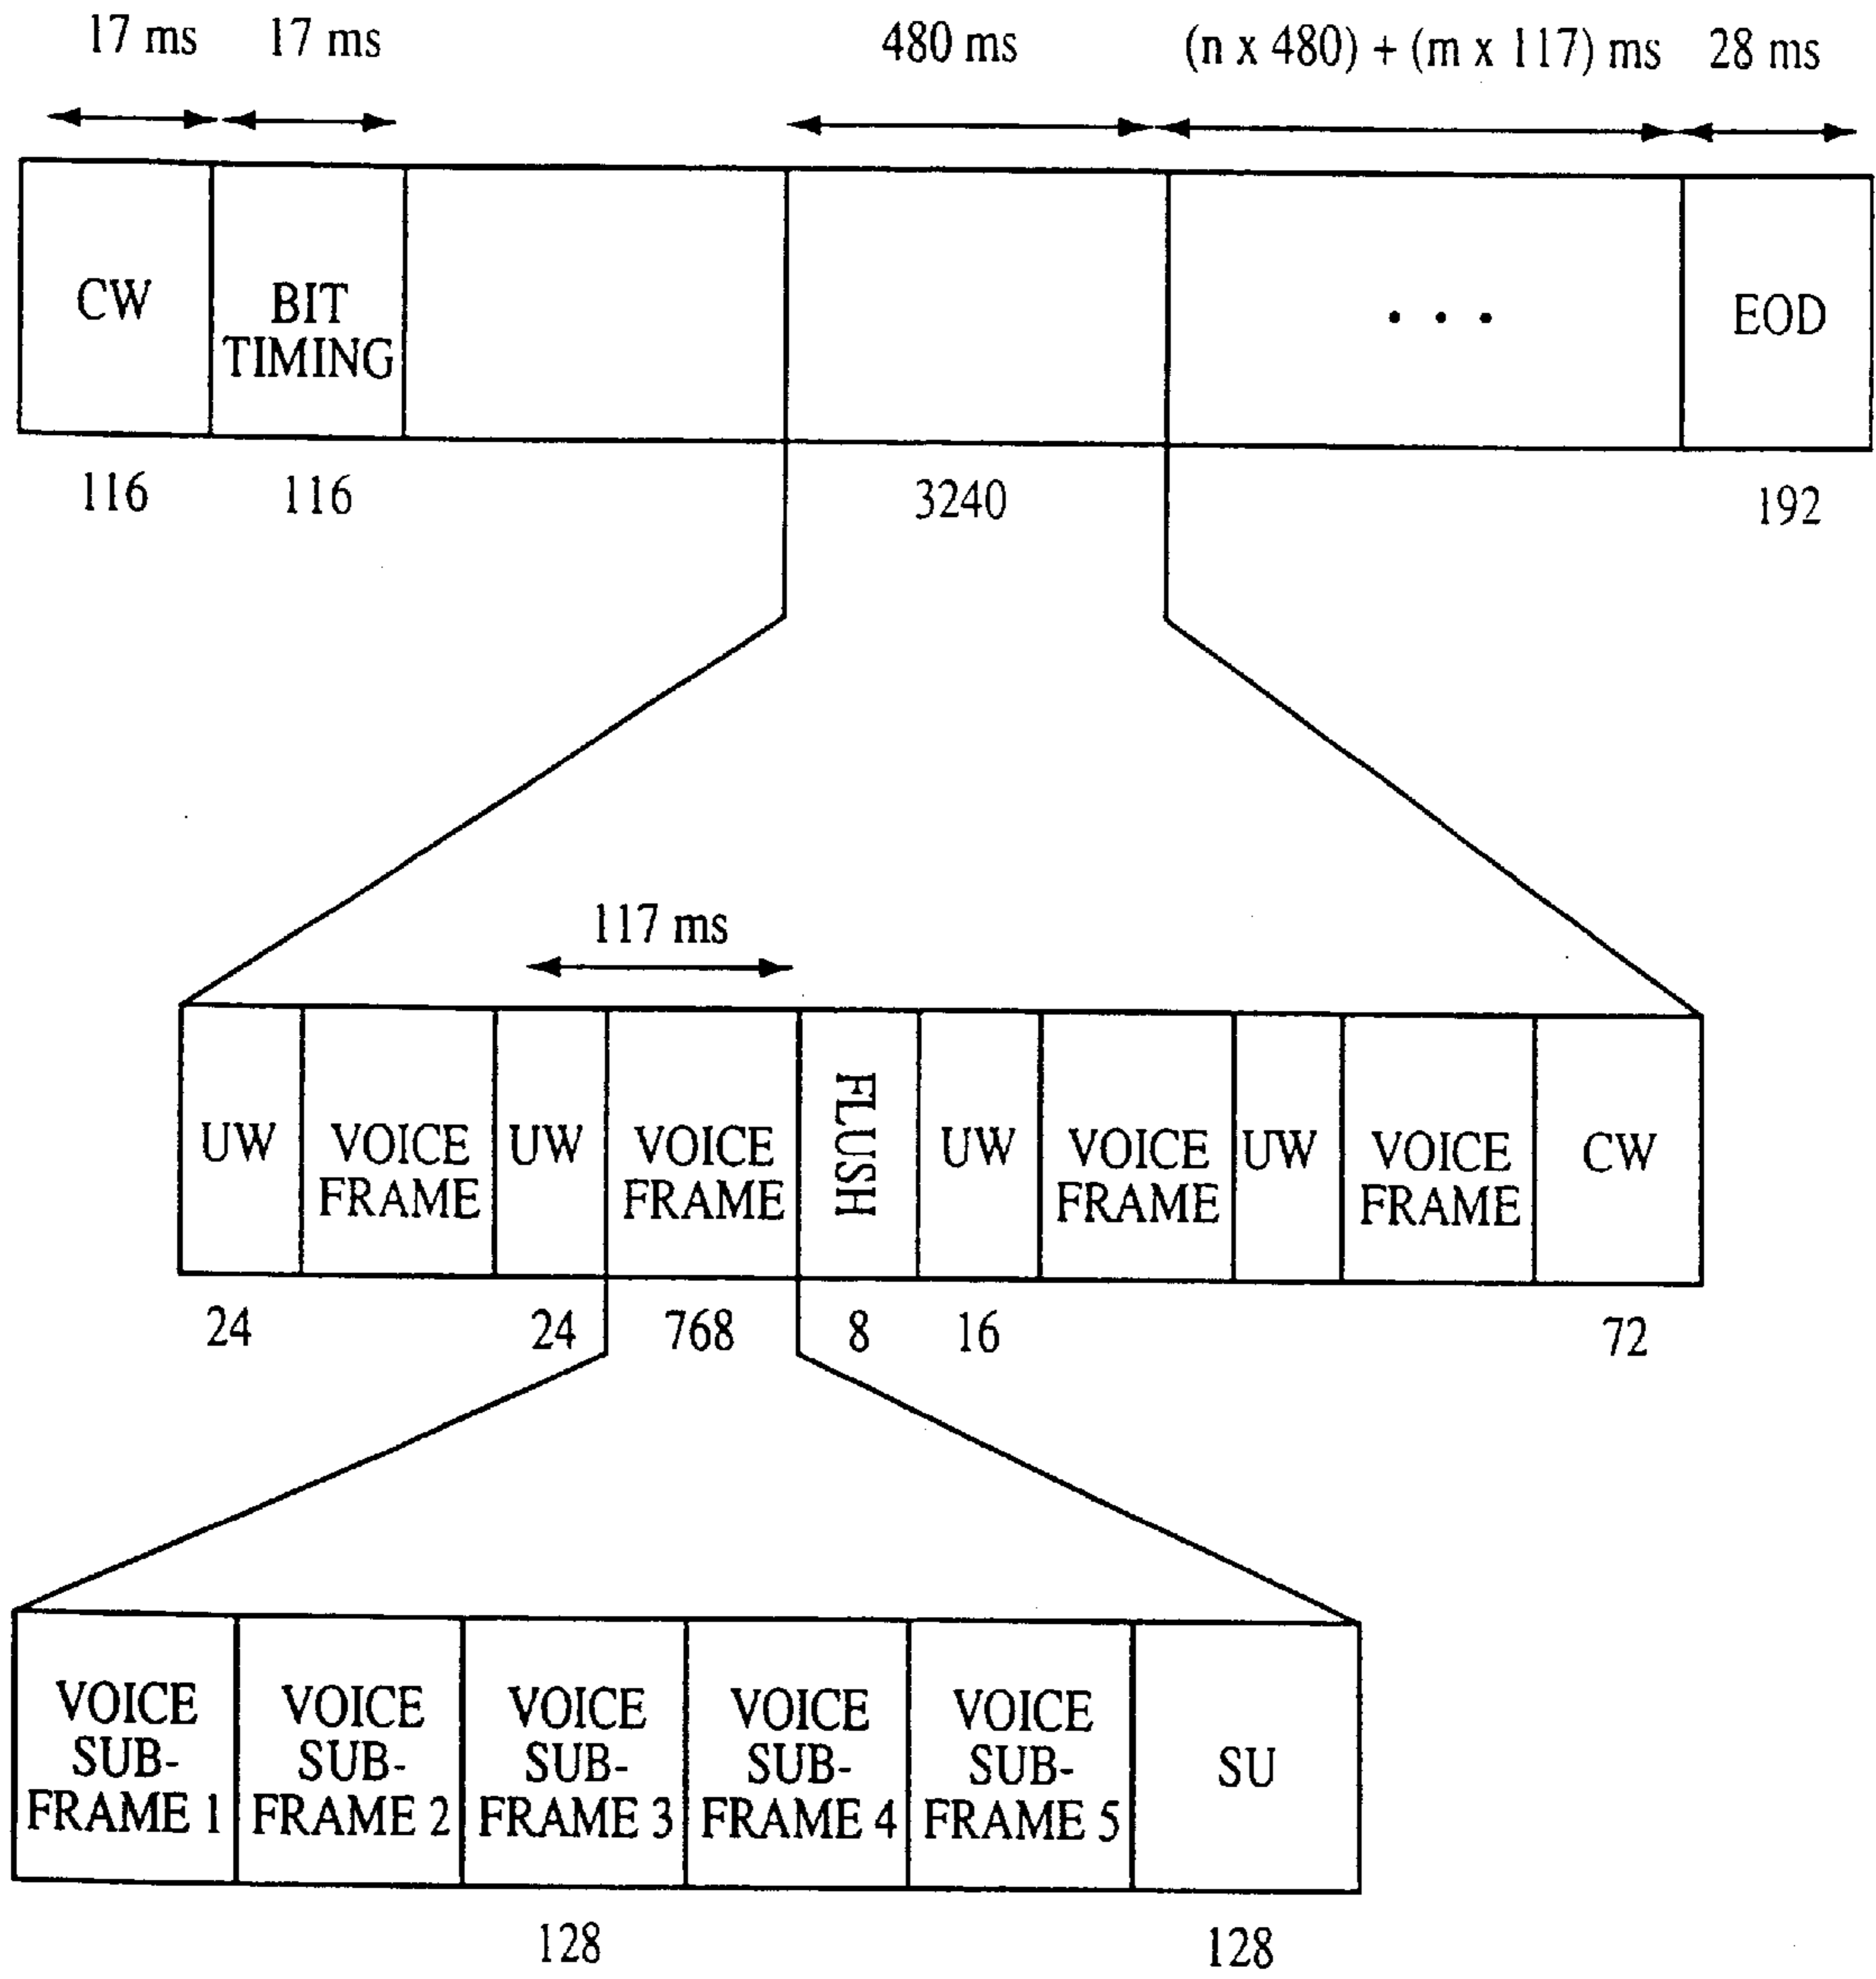 17 ms 17 ms 480 ms (n x 480) + (m x 117) ms 28 ms
CW BIT TIMING . . . EOD
116 116 3240 192
117 ms
UW VOICE FRAME UW VOICE FRAME FLUSH UW VOICE FRAME UW VOICE FRAME CW
24 24 768 8 16 72
VOICE SUB-FRAME 1 VOICE SUB-FRAME 2 VOICE SUB-FRAME 3 VOICE SUB-FRAME 4 VOICE SUB-FRAME 5 SU
128 128